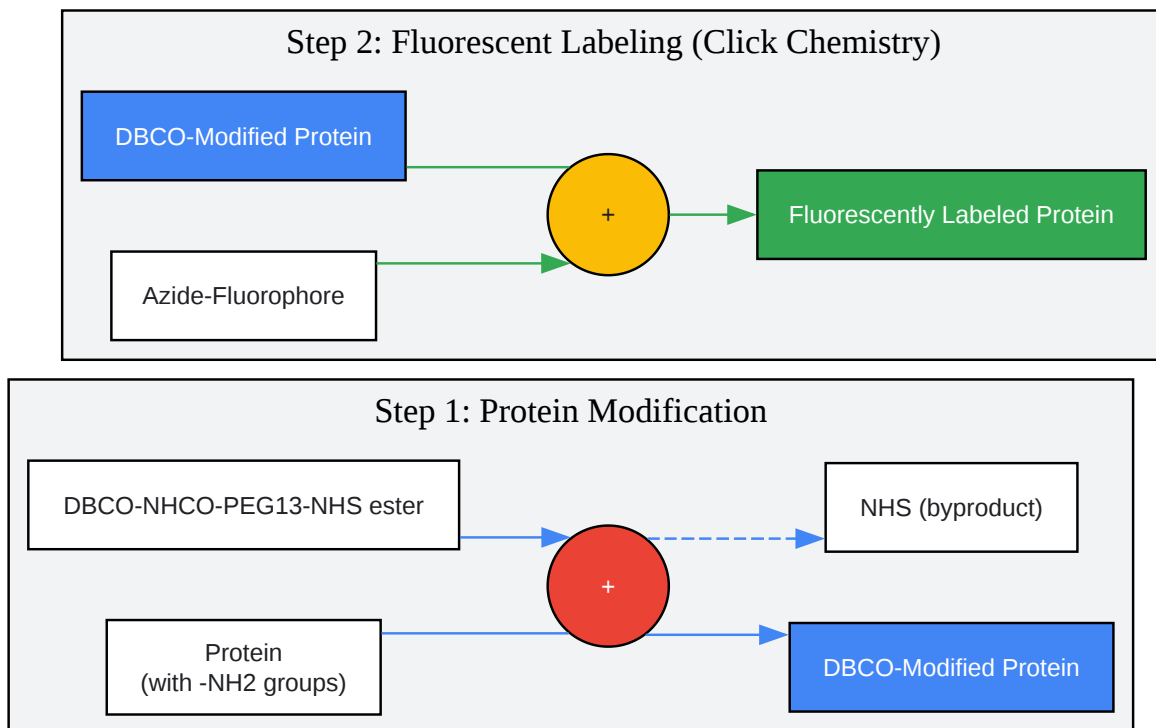 Step 2: Fluorescent Labeling (Click Chemistry)
DBCO-Modified Protein
+
Fluorescently Labeled Protein
Azide-Fluorophore
Step 1: Protein Modification
DBCO-NHCO-PEG13-NHS ester
NHS (byproduct)
+
Protein
(with -NH2 groups)
DBCO-Modified Protein